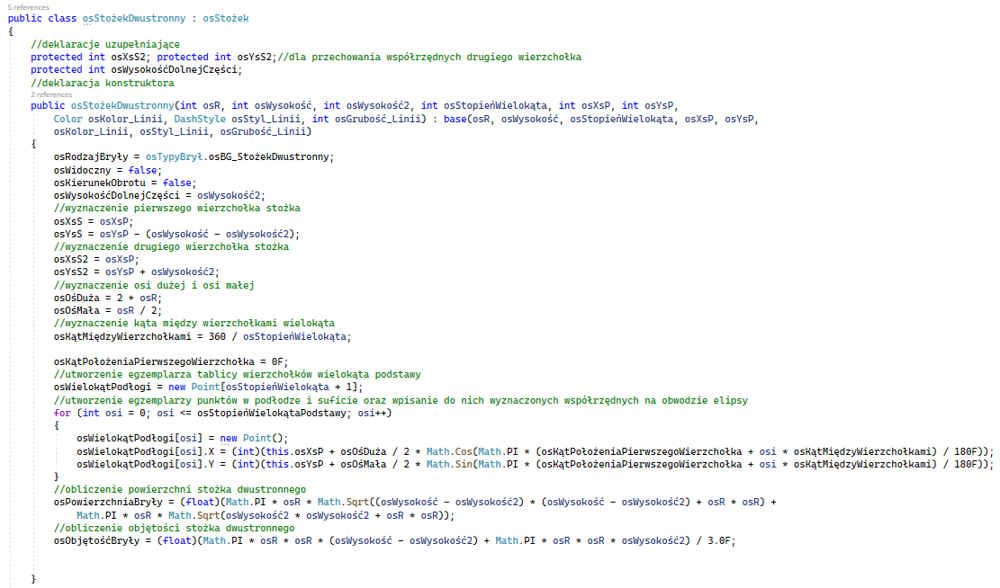 5 references
public class osStożekDwustronny : osStożek
{
//deklaracje uzupełniające
protected int osXsS2; protected int osYsS2;//dla przechowania współrzędnych drugiego wierzchołka
protected int osWysokośćDolnejCzęści;
//deklaracja konstruktora
2 references
public osStożekDwustronny(int osR, int osWysokość, int osWysokość2, int osStopieńWielokąta, int osXsP, int osYsP,
Color osKolor_Linii, DashStyle osStyl_Linii, int osGrubość_Linii) : base(osR, osWysokość, osStopieńWielokąta, osXsP, osYsP,
osKolor_Linii, osStyl_Linii, osGrubość_Linii)
{
osRodzajBryły = osTypyBrył.osBG_StożekDwustronny;
osWidoczny = false;
osKierunekObrotu = false;
osWysokośćDolnejCzęści = osWysokość2;
//wyznaczenie pierwszego wierzchołka stożka
osXsS = osXsP;
osYsS = osYsP - (osWysokość - osWysokość2);
//wyznaczenie drugiego wierzchołka stożka
osXsS2 = osXsP;
osYsS2 = osYsP + osWysokość2;
//wyznaczenie osi dużej i osi małej
osOśDuża = 2 * osR;
osOśMała = osR / 2;
//wyznaczenie kąta między wierzchołkami wielokąta
osKątMiędzyWierzchołkami = 360 / osStopieńWielokąta;
osKątPołożeniaPierwszegoWierzchołka = 0F;
//utworzenie egzemplarza tablicy wierzchołków wielokąta podstawy
osWielokątPodłogi = new Point[osStopieńWielokąta + 1];
//utworzenie egzemplarzy punktów w podłodze i suficie oraz wpisanie do nich wyznaczonych współrzędnych na obwodzie elipsy
for (int osi = 0; osi <= osStopieńWielokątaPodstawy; osi++)
{
osWielokątPodłogi[osi] = new Point();
osWielokątPodłogi[osi].X = (int)(this.osXsP + osOśDuża / 2 * Math.Cos(Math.PI * (osKątPołożeniaPierwszegoWierzchołka + osi * osKątMiędzyWierzchołkami) / 180F));
osWielokątPodłogi[osi].Y = (int)(this.osYsP + osOśMała / 2 * Math.Sin(Math.PI * (osKątPołożeniaPierwszegoWierzchołka + osi * osKątMiędzyWierzchołkami) / 180F));
}
//obliczenie powierzchni stożka dwustronnego
osPowierzchniaBryły = (float)(Math.PI * osR * Math.Sqrt((osWysokość - osWysokość2) * (osWysokość - osWysokość2) + osR * osR) +
Math.PI * osR * Math.Sqrt(osWysokość2 * osWysokość2 + osR * osR));
//obliczenie objętości stożka dwustronnego
osObjętośćBryły = (float)(Math.PI * osR * osR * (osWysokość - osWysokość2) + Math.PI * osR * osR * osWysokość2) / 3.0F;
}